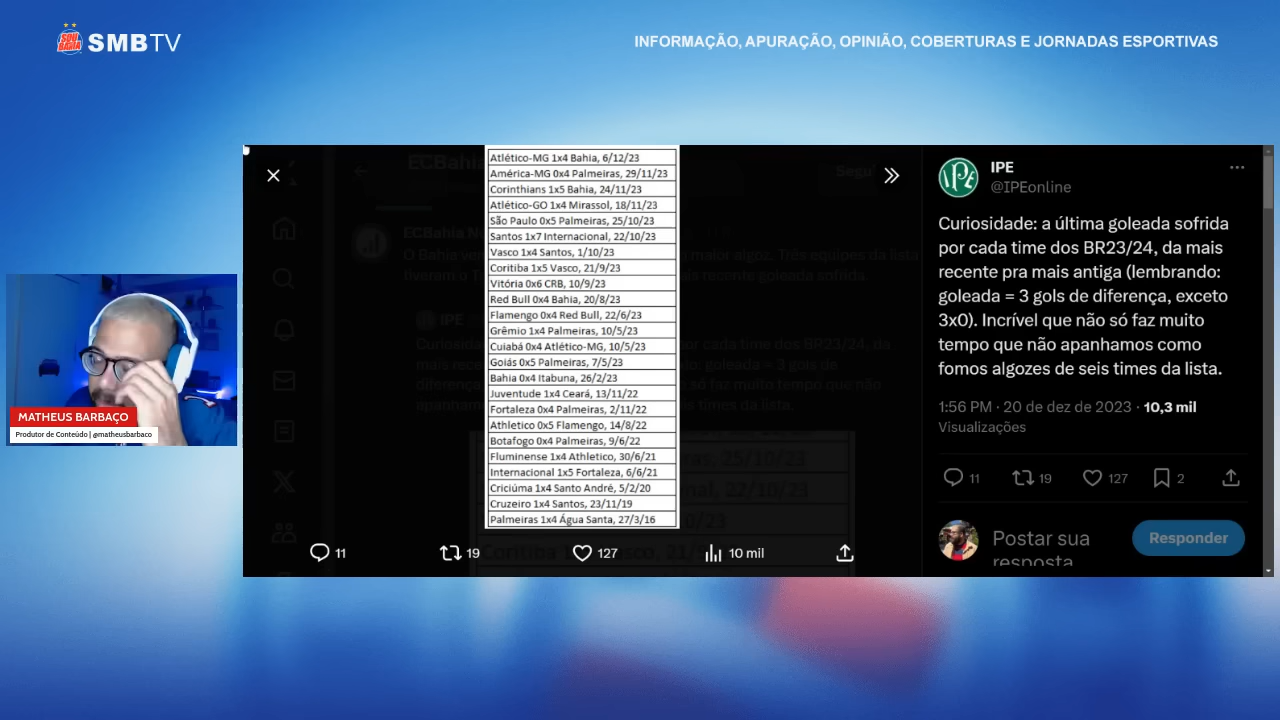 SOU BAHIA
SMBTV
INFORMAÇÃO, APURAÇÃO, OPINIÃO, COBERTURAS E JORNADAS ESPORTIVAS
Atlético-MG 1x4 Bahia, 6/12/23
América-MG 0x4 Palmeiras, 29/11/23
Corinthians 1x5 Bahia, 24/11/23
Atlético-GO 1x4 Mirassol, 18/11/23
São Paulo 0x5 Palmeiras, 25/10/23
Santos 1x7 Internacional, 22/10/23
Vasco 1x4 Santos, 1/10/23
Coritiba 1x5 Vasco, 21/9/23
Vitória 0x6 CRB, 10/9/23
Red Bull 0x4 Bahia, 20/8/23
Flamengo 0x4 Red Bull, 22/6/23
Grêmio 1x4 Palmeiras, 10/5/23
Cuiabá 0x4 Atlético-MG, 10/5/23
Goiás 0x5 Palmeiras, 7/5/23
Bahia 0x4 Itabuna, 26/2/23
Juventude 1x4 Ceará, 13/11/22
Fortaleza 0x4 Palmeiras, 2/11/22
Athletico 0x5 Flamengo, 14/8/22
Botafogo 0x4 Palmeiras, 9/6/22
Fluminense 1x4 Athletico, 30/6/21
Internacional 1x5 Fortaleza, 6/6/21
Criciúma 1x4 Santo André, 5/2/20
Cruzeiro 1x4 Santos, 23/11/19
Palmeiras 1x4 Água Santa, 27/3/16
11
19
127
10 mil
IPE
@IPEonline
Curiosidade: a última goleada sofrida
por cada time dos BR23/24, da mais
recente pra mais antiga (lembrando:
goleada = 3 gols de diferença, exceto
3x0). Incrível que não só faz muito
tempo que não apanhamos como
fomos algozes de seis times da lista.
1:56 PM · 20 de dez de 2023 · 10,3 mil
Visualizações
11
19
127
2
Postar sua
resposta
Responder
MATHEUS BARBAÇO
Produtor de Conteúdo | @matheusbarbaco